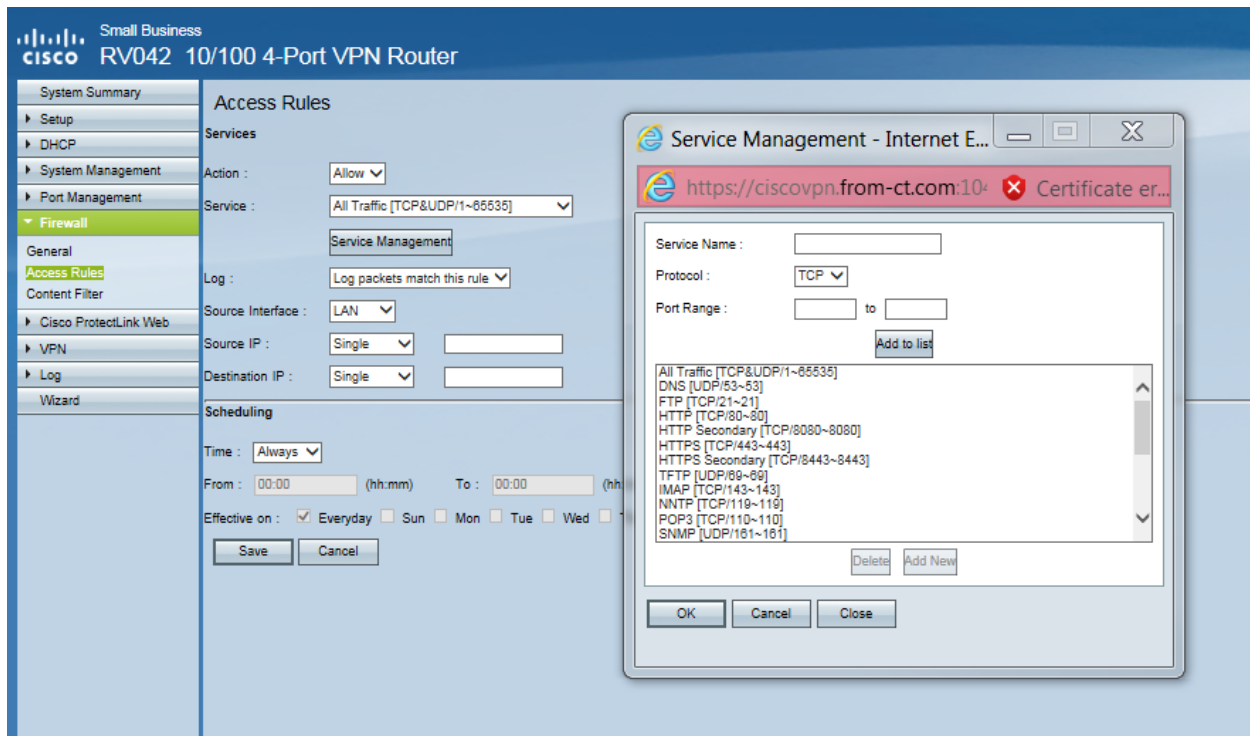 Small Business
CISCO RV042 10/100 4-Port VPN Router
System Summary
Setup
DHCP
System Management
Port Management
Firewall
General
Access Rules
Content Filter
Cisco ProtectLink Web
VPN
Log
Wizard
Access Rules
Services
Action : Allow
Service : All Traffic [TCP&UDP/1~65535]
Service Management
Log : Log packets match this rule
Source Interface : LAN
Source IP : Single
Destination IP : Single
Scheduling
Time : Always
From : 00:00 (hh:mm) To : 00:00 (hh:
Effective on : Everyday Sun Mon Tue Wed
Save Cancel
Service Management - Internet E...
https://ciscovpn.from-ct.com:10 Certificate er...
Service Name :
Protocol : TCP
Port Range : to
Add to list
All Traffic [TCP&UDP/1~65535]
DNS [UDP/53~53]
FTP [TCP/21~21]
HTTP [TCP/80~80]
HTTP Secondary [TCP/8080~8080]
HTTPS [TCP/443~443]
HTTPS Secondary [TCP/8443~8443]
TFTP [UDP/69~69]
IMAP [TCP/143~143]
NNTP [TCP/119~119]
POP3 [TCP/110~110]
SNMP [UDP/161~161]
Delete Add New
OK Cancel Close